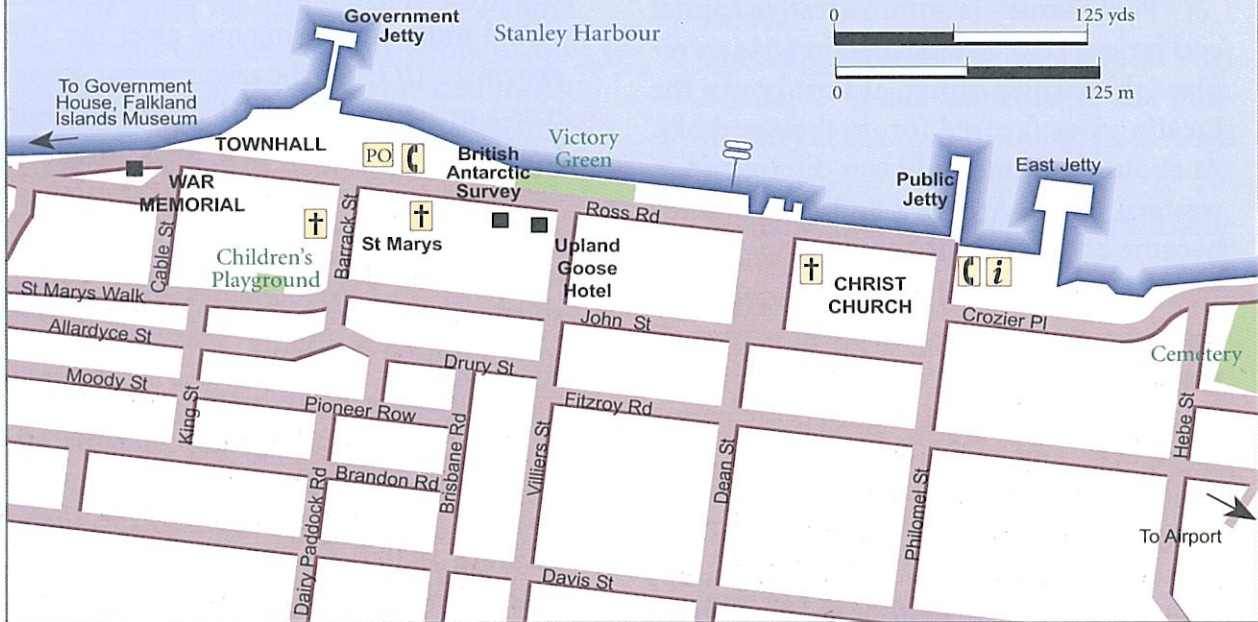 Government
Jetty
Stanley Harbour
0
125 yds
0
125 m
To Government
House, Falkland
Islands Museum
TOWNHALL
PO
British
Antarctic
Survey
Victory
Green
Public
Jetty
East Jetty
WAR
MEMORIAL
Cable St
Barrack St
St Marys
Ross Rd
Upland
Goose
Hotel
i
CHRIST
CHURCH
Children's
Playground
St Marys Walk
Allardyce St
John St
Crozier Pl
Cemetery
Moody St
Drury St
King St
Pioneer Row
Fitzroy Rd
Brisbane Rd
Villiers St
Dean St
Hebe St
Brandon Rd
Dairy Paddock Rd
Philomel St
To Airport
Davis St